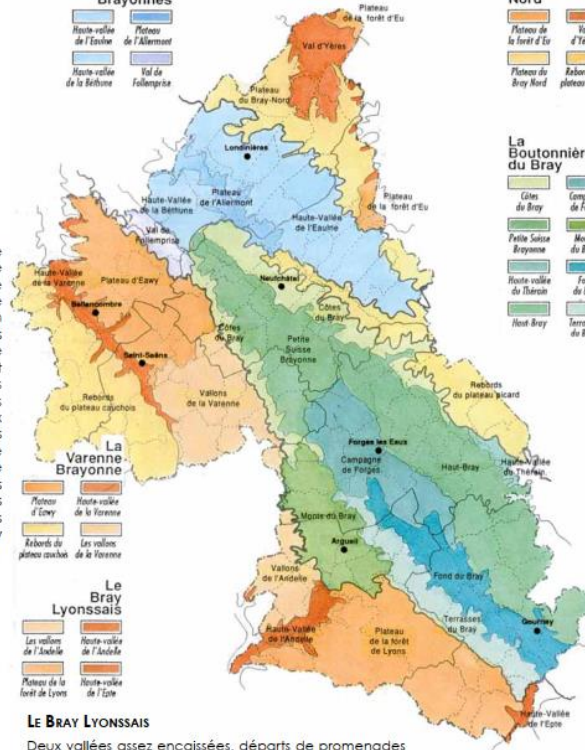 Brayonnes
Haute-vallée
de l'Eaulne
Plateau
de l'Aliermont
Haute-vallée
de la Béthune
Val de
Follemprise
Nord
Plateau de
la forêt d'Eu
Plateau du
Bray Nord
La
Boutonnière
du Bray
Côtes
du Bray
Petite Suisse
Brayonne
Haute-vallée
du Thérain
Haut-Bray
Plateau
de la forêt d'Eu
Val d'Yères
Plateau
du Bray-Nord
Londinières
Plateau
de l'Aliermont
Plateau
de la forêt d'Eu
Haute-Vallée
de la Béthune
Haute-Vallée
de l'Eaulne
Val de
Follemprise
Haute-Vallée
de la Varenne
Plateau d'Eawy
Neufchâtel
Bellencombre
Côtes
du Bray
Côtes
du Bray
Petite
Suisse
Brayonne
Saint-Saëns
Rebords
du plateau cauchois
Vallons
de la Varenne
Rebords
du plateau picard
Forges les Eaux
Campagne
de Forges
Haut-Bray
Haute-Vallée
du Thérain
La
Varenne
Brayonne
Plateau
d'Eawy
Haute-vallée
de la Varenne
Rebords du
plateau cauchois
Les vallons
de la Varenne
Monts du Bray
Argueil
Vallons
de l'Andelle
Fond du Bray
Terrasses
du Bray
Gournay
Haute-Vallée
de l'Andelle
Plateau
de la forêt
de Lyons
Haute-Vallée
de l'Epte
Le
Bray
Lyonssais
Les vallons
de l'Andelle
Haute-vallée
de l'Andelle
Plateau de la
forêt de Lyons
Haute-vallée
de l'Epte
LE BRAY LYONSSAIS
Deux vallées assez encaissées, départs de promenades